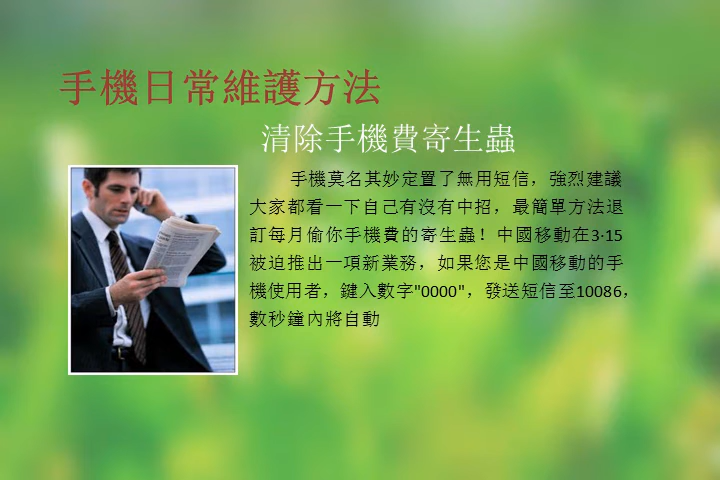 手機日常維護方法
清除手機費寄生蟲
手機莫名其妙定置了無用短信，強烈建議
大家都看一下自己有沒有中招，最簡單方法退
訂每月偷你手機費的寄生蟲！中國移動在3·15
被迫推出一項新業務，如果您是中國移動的手
機使用者，鍵入數字"0000"，發送短信至10086，
數秒鐘內將自動